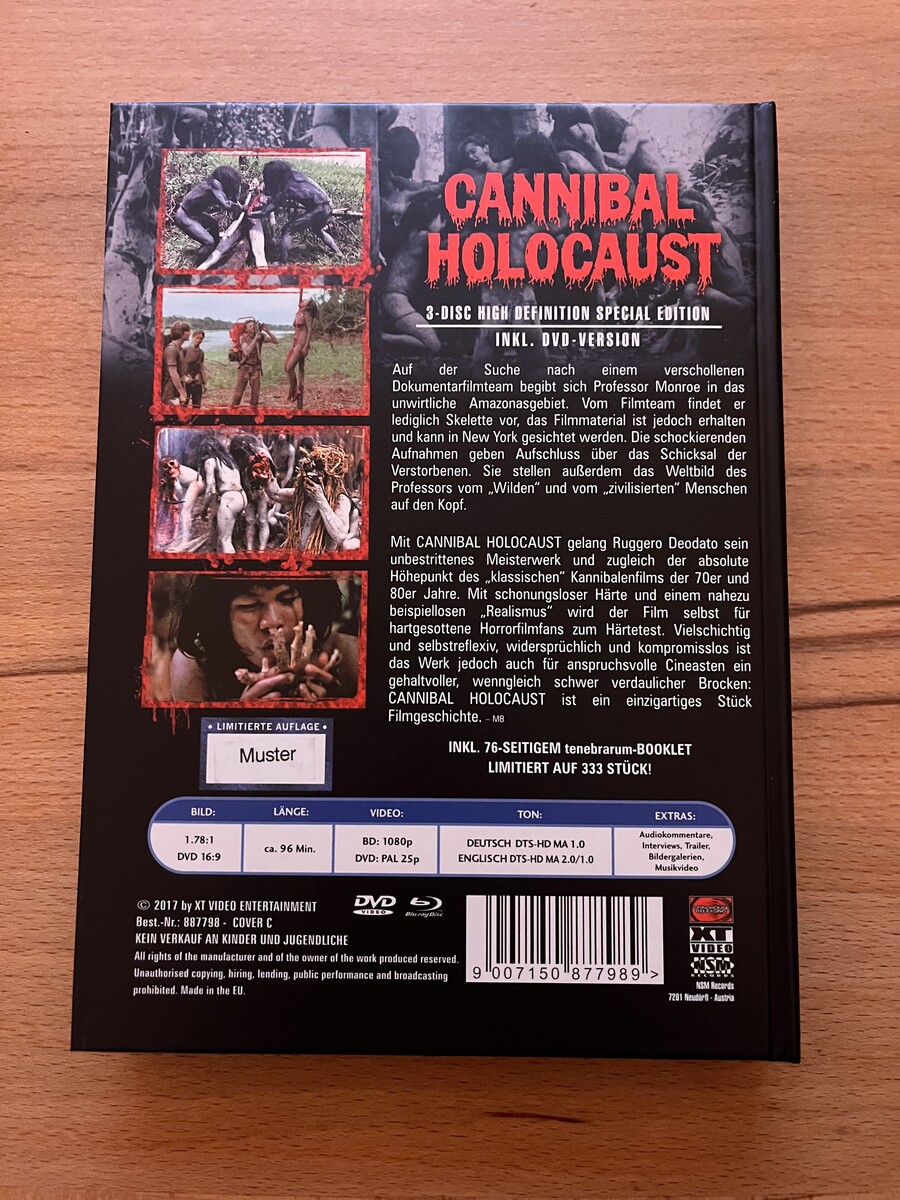 CANNIBAL
HOLOCAUST
3-DISC HIGH DEFINITION SPECIAL EDITION
INKL. DVD-VERSION
Auf der Suche nach einem verschollenen
Dokumentarfilmteam begibt sich Professor Monroe in das
unwirtliche Amazonasgebiet. Vom Filmteam findet er
lediglich Skelette vor, das Filmmaterial ist jedoch erhalten
und kann in New York gesichtet werden. Die schockierenden
Aufnahmen geben Aufschluss über das Schicksal der
Verstorbenen. Sie stellen außerdem das Weltbild des
Professors vom „Wilden“ und vom „zivilisierten“ Menschen
auf den Kopf.
Mit CANNIBAL HOLOCAUST gelang Ruggero Deodato sein
unbestrittenes Meisterwerk und zugleich der absolute
Höhepunkt des „klassischen“ Kannibalenfilms der 70er und
80er Jahre. Mit schonungsloser Härte und einem nahezu
beispiellosen „Realismus“ wird der Film selbst für
hartgesottene Horrorfilmfans zum Härtetest. Vielschichtig
und selbstreflexiv, widersprüchlich und kompromisslos ist
das Werk jedoch auch für anspruchsvolle Cineasten ein
gehaltvoller, wenngleich schwer verdaulicher Brocken:
CANNIBAL HOLOCAUST ist ein einzigartiges Stück
Filmgeschichte. – MB
• LIMITIERTE AUFLAGE •
Muster
INKL. 76-SEITIGEM tenebrarum-BOOKLET
LIMITIERT AUF 333 STÜCK!
BILD: LÄNGE: VIDEO: TON: EXTRAS:
1.78:1
DVD 16:9
ca. 96 Min.
BD: 1080p
DVD: PAL 25p
DEUTSCH DTS-HD MA 1.0
ENGLISCH DTS-HD MA 2.0/1.0
Audiokommentare,
Interviews, Trailer,
Bildergalerien,
Musikvideo
© 2017 by XT VIDEO ENTERTAINMENT
Best.-Nr.: 887798 - COVER C
KEIN VERKAUF AN KINDER UND JUGENDLICHE
All rights of the manufacturer and of the owner of the work produced reserved.
Unauthorised copying, hiring, lending, public performance and broadcasting
prohibited. Made in the EU.
DVD
VIDEO
Blu-ray Disc
9 007150 877989 >
XT
VIDEO
NSM
RECORDS
NSM Records
7201 Neudörfl - Austria